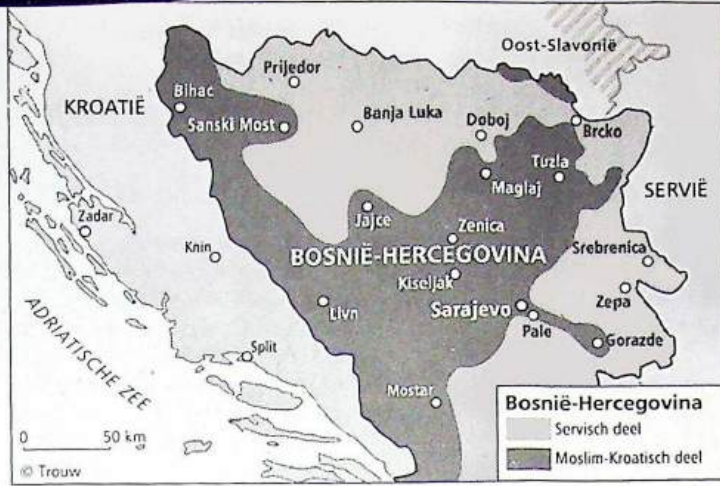 Oost-Slavonië
Prijedor
Bihac
KROATIË
Sanski Most
Banja Luka
Doboj
Brcko
Tuzla
SERVIË
Maglaj
Jajce
Zadar
Zenica
Knin
BOSNIË-HERCEGOVINA
Srebrenica
Kiseljak
Zepa
Livn
Sarajevo
Pale
Gorazde
ADRIATISCHE ZEE
Split
Mostar
0 50 km
© Trouw
Bosnië-Hercegovina
Servisch deel
Moslim-Kroatisch deel